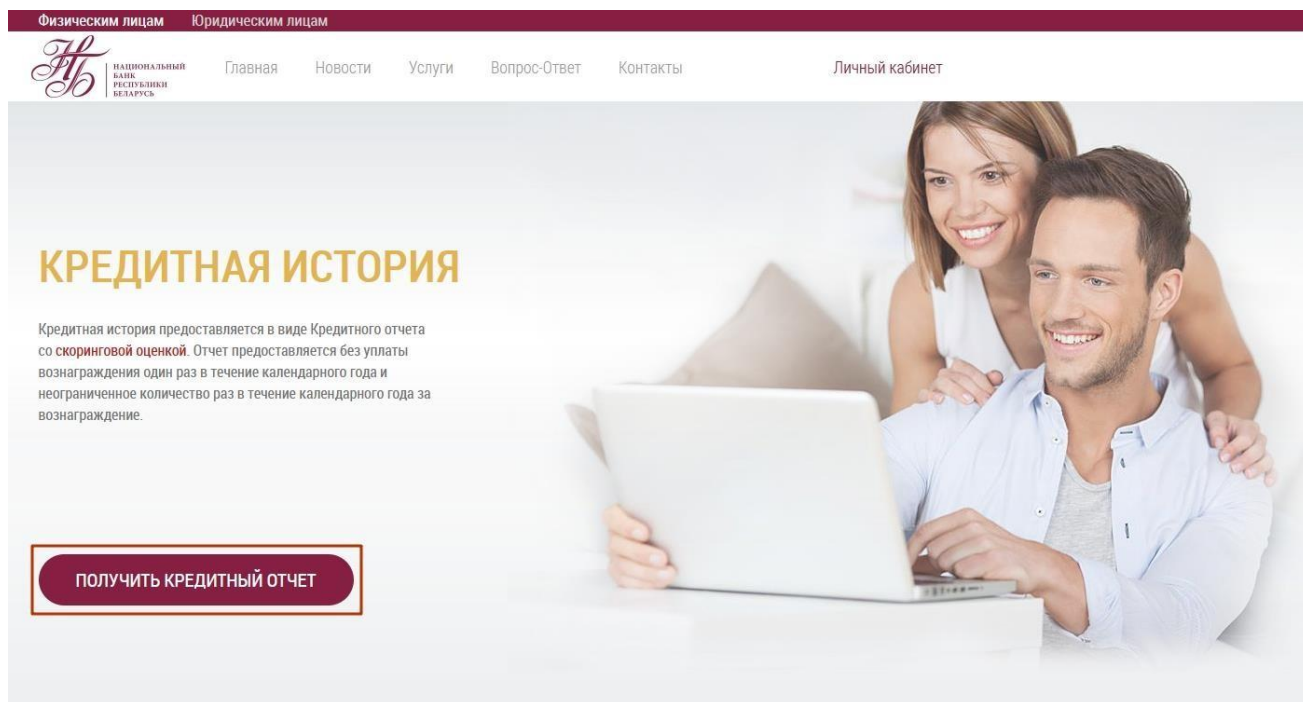 Физическим лицам Юридическим лицам
НАЦИОНАЛЬНЫЙ
БАНК
РЕСПУБЛИКИ
БЕЛАРУСЬ
Главная Новости Услуги Вопрос-Ответ Контакты Личный кабинет
КРЕДИТНАЯ ИСТОРИЯ
Кредитная история предоставляется в виде Кредитного отчета
со скоринговой оценкой. Отчет предоставляется без уплаты
вознаграждения один раз в течение календарного года и
неограниченное количество раз в течение календарного года за
вознаграждение.
ПОЛУЧИТЬ КРЕДИТНЫЙ ОТЧЕТ